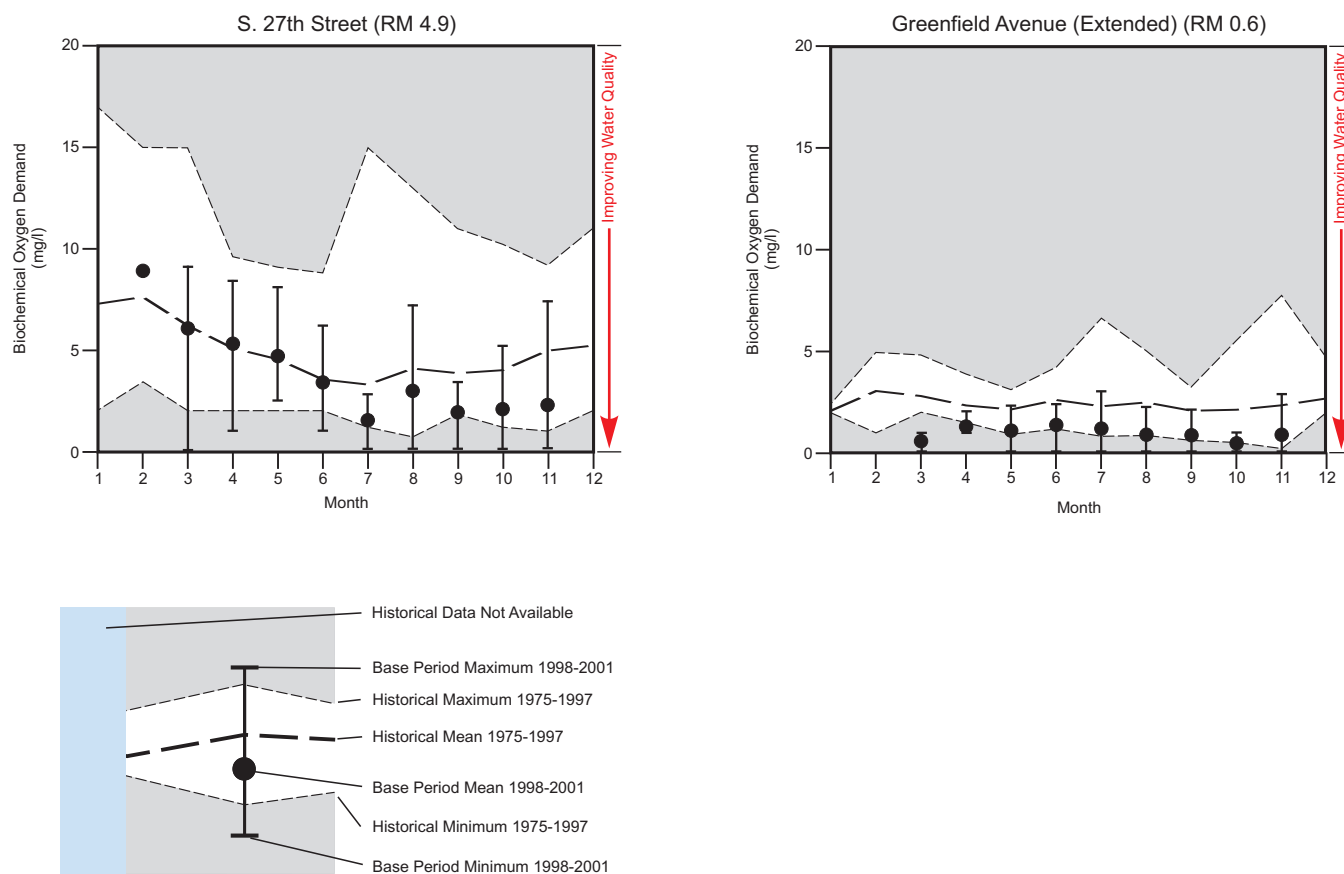 S. 27th Street (RM 4.9)
20
15
10
5
0
Biochemical Oxygen Demand
(mg/l)
1 2 3 4 5 6 7 8 9 10 11 12
Month
Improving Water Quality
Greenfield Avenue (Extended) (RM 0.6)
20
15
10
5
0
Biochemical Oxygen Demand
(mg/l)
1 2 3 4 5 6 7 8 9 10 11 12
Month
Improving Water Quality
Historical Data Not Available
Base Period Maximum 1998-2001
Historical Maximum 1975-1997
Historical Mean 1975-1997
Base Period Mean 1998-2001
Historical Minimum 1975-1997
Base Period Minimum 1998-2001